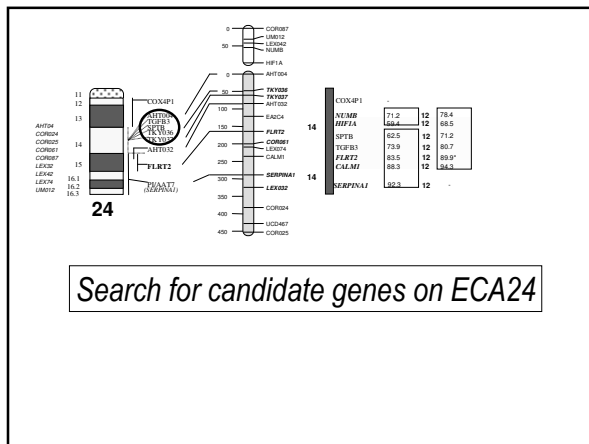 0
COR087
UM012
LEX042
50
NUMB
HIF1A
0
AHT004
50
TKY036
TKY037
AHT032
100
EA2C4
150
FLRT2
200
COR061
LEX074
CALM1
250
SERPINA1
300
LEX032
350
COR024
400
UCD467
450
COR025
11
12
13
14
15
16.1
16.2
16.3
24
AHT04
COR024
COR025
COR061
COR087
LEX32
LEX42
LEX74
UM012
COX4P1
AHT004
TGFB3
SPTB
TKY036
TKY037
AHT032
FLRT2
PI/AAT7
(SERPINA1)
14
14
COX4P1 -
NUMB 71.2 12 78.4
HIF1A 59.4 12 68.5
SPTB 62.5 12 71.2
TGFB3 73.9 12 80.7
FLRT2 83.5 12 89.9*
CALM1 88.3 12 94.3
SERPINA1 92.3 12 -
Search for candidate genes on ECA24